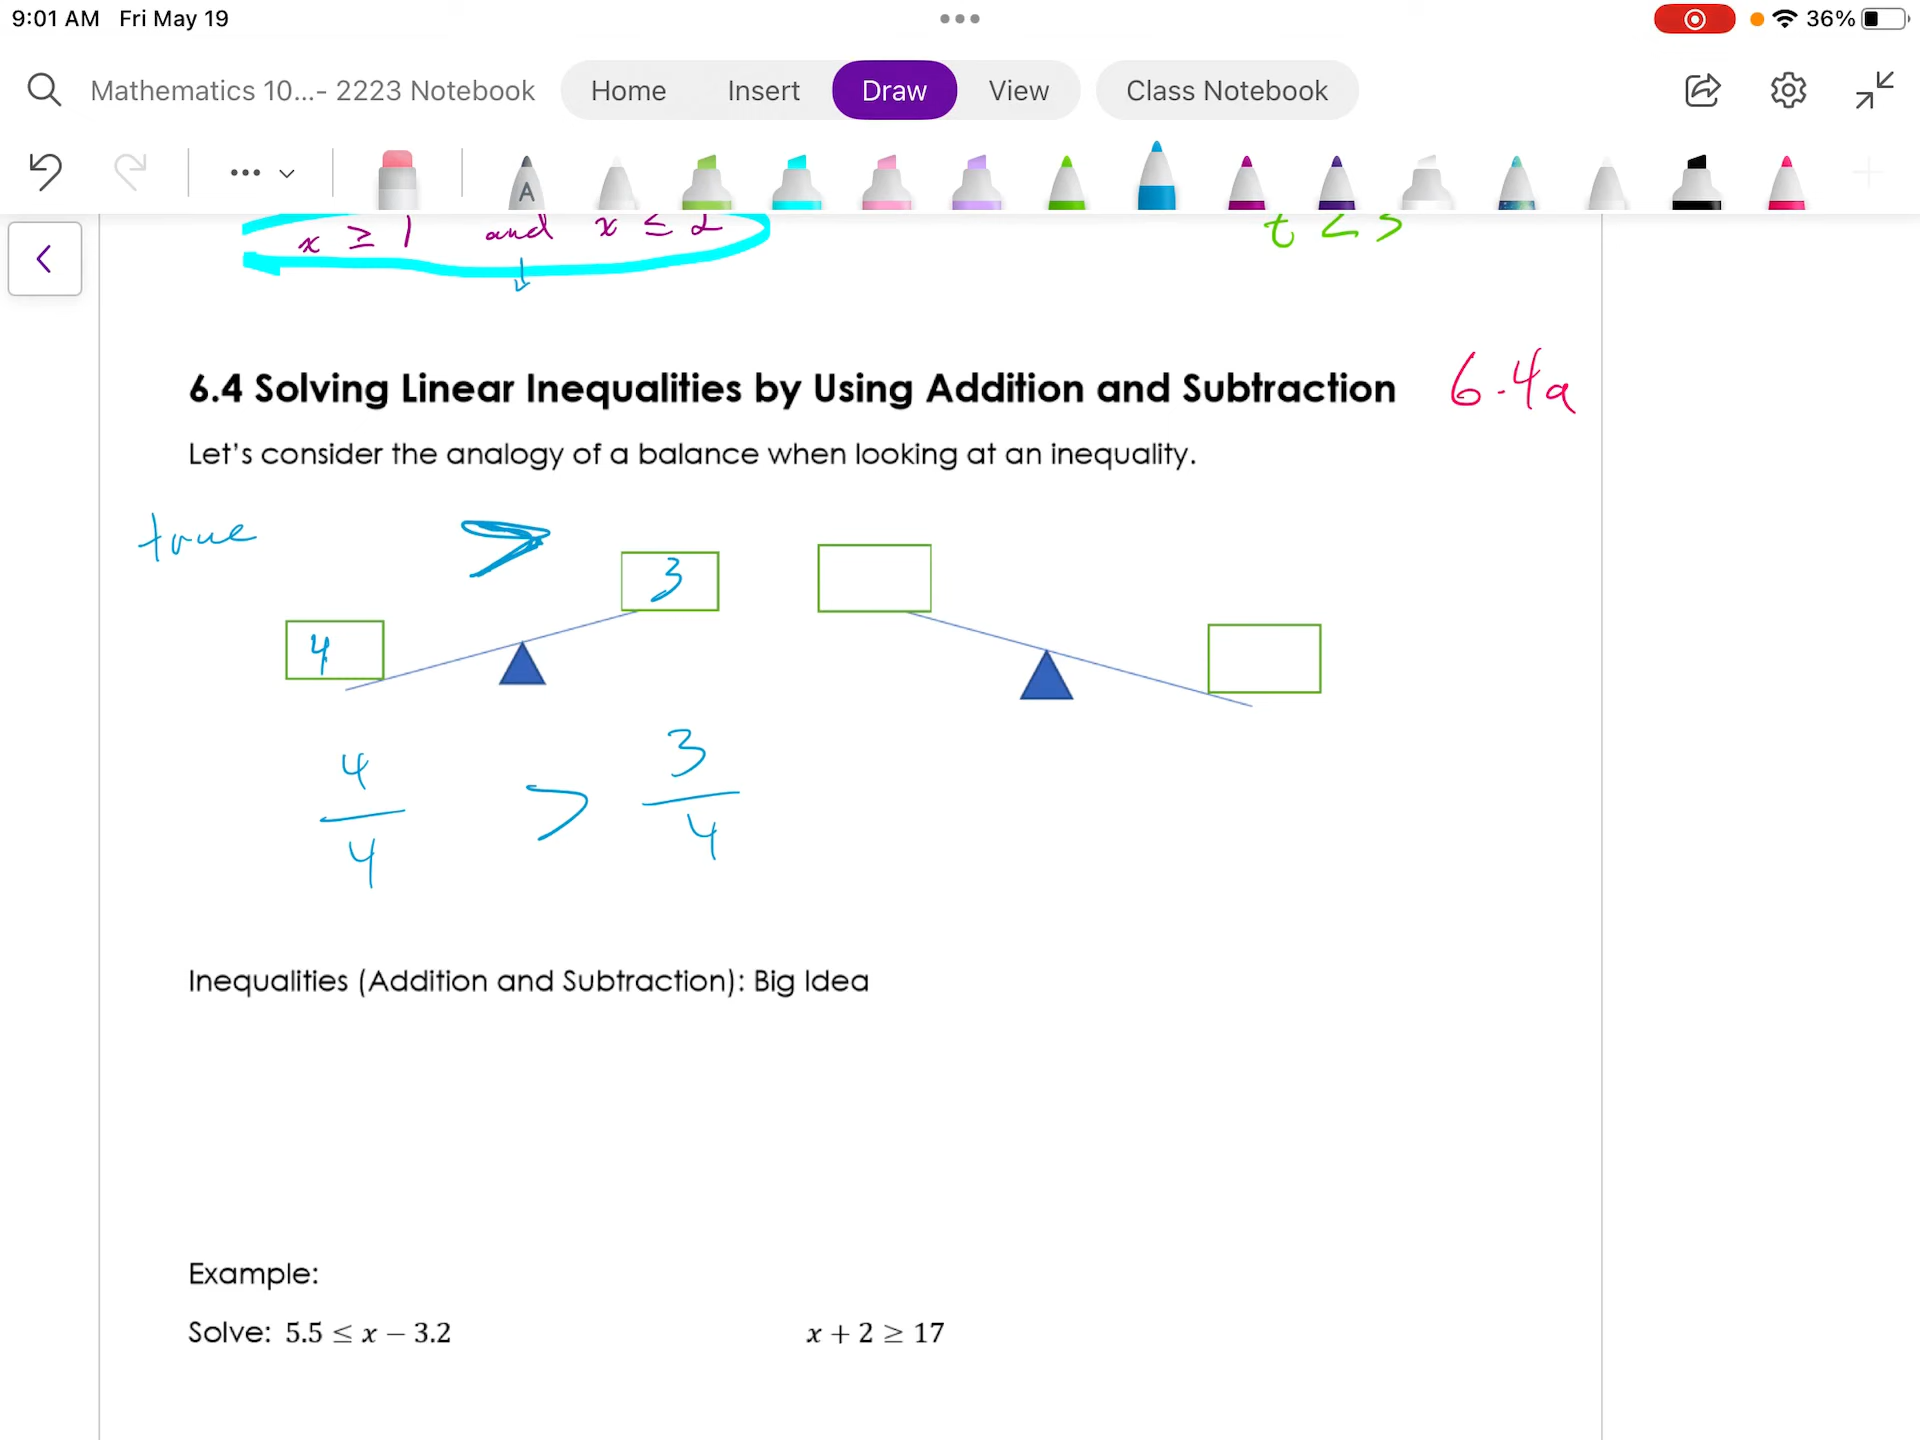 9:01 AM Fri May 19
36%
Mathematics 10...- 2223 Notebook Home Insert Draw View Class Notebook
A
x ≥ 1 and x ≤ 2
6.4 Solving Linear Inequalities by Using Addition and Subtraction 6.4a
Let's consider the analogy of a balance when looking at an inequality.
true >
3
4
4/4 > 3/4
Inequalities (Addition and Subtraction): Big Idea
Example:
Solve: 5.5 ≤ x − 3.2 x + 2 ≥ 17